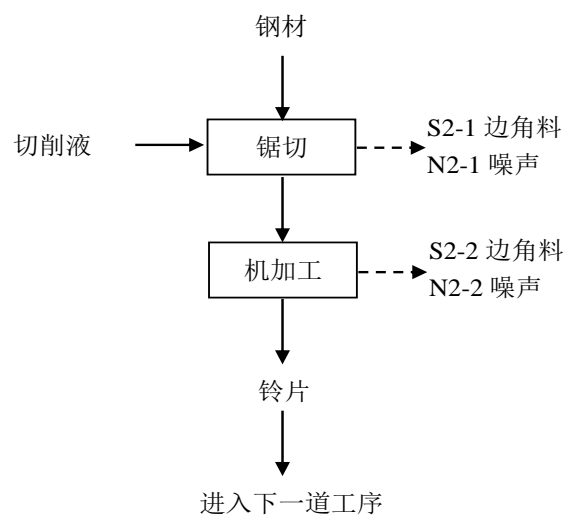 钢材
切削液
锯切
S2-1 边角料
N2-1 噪声
机加工
S2-2 边角料
N2-2 噪声
铃片
进入下一道工序